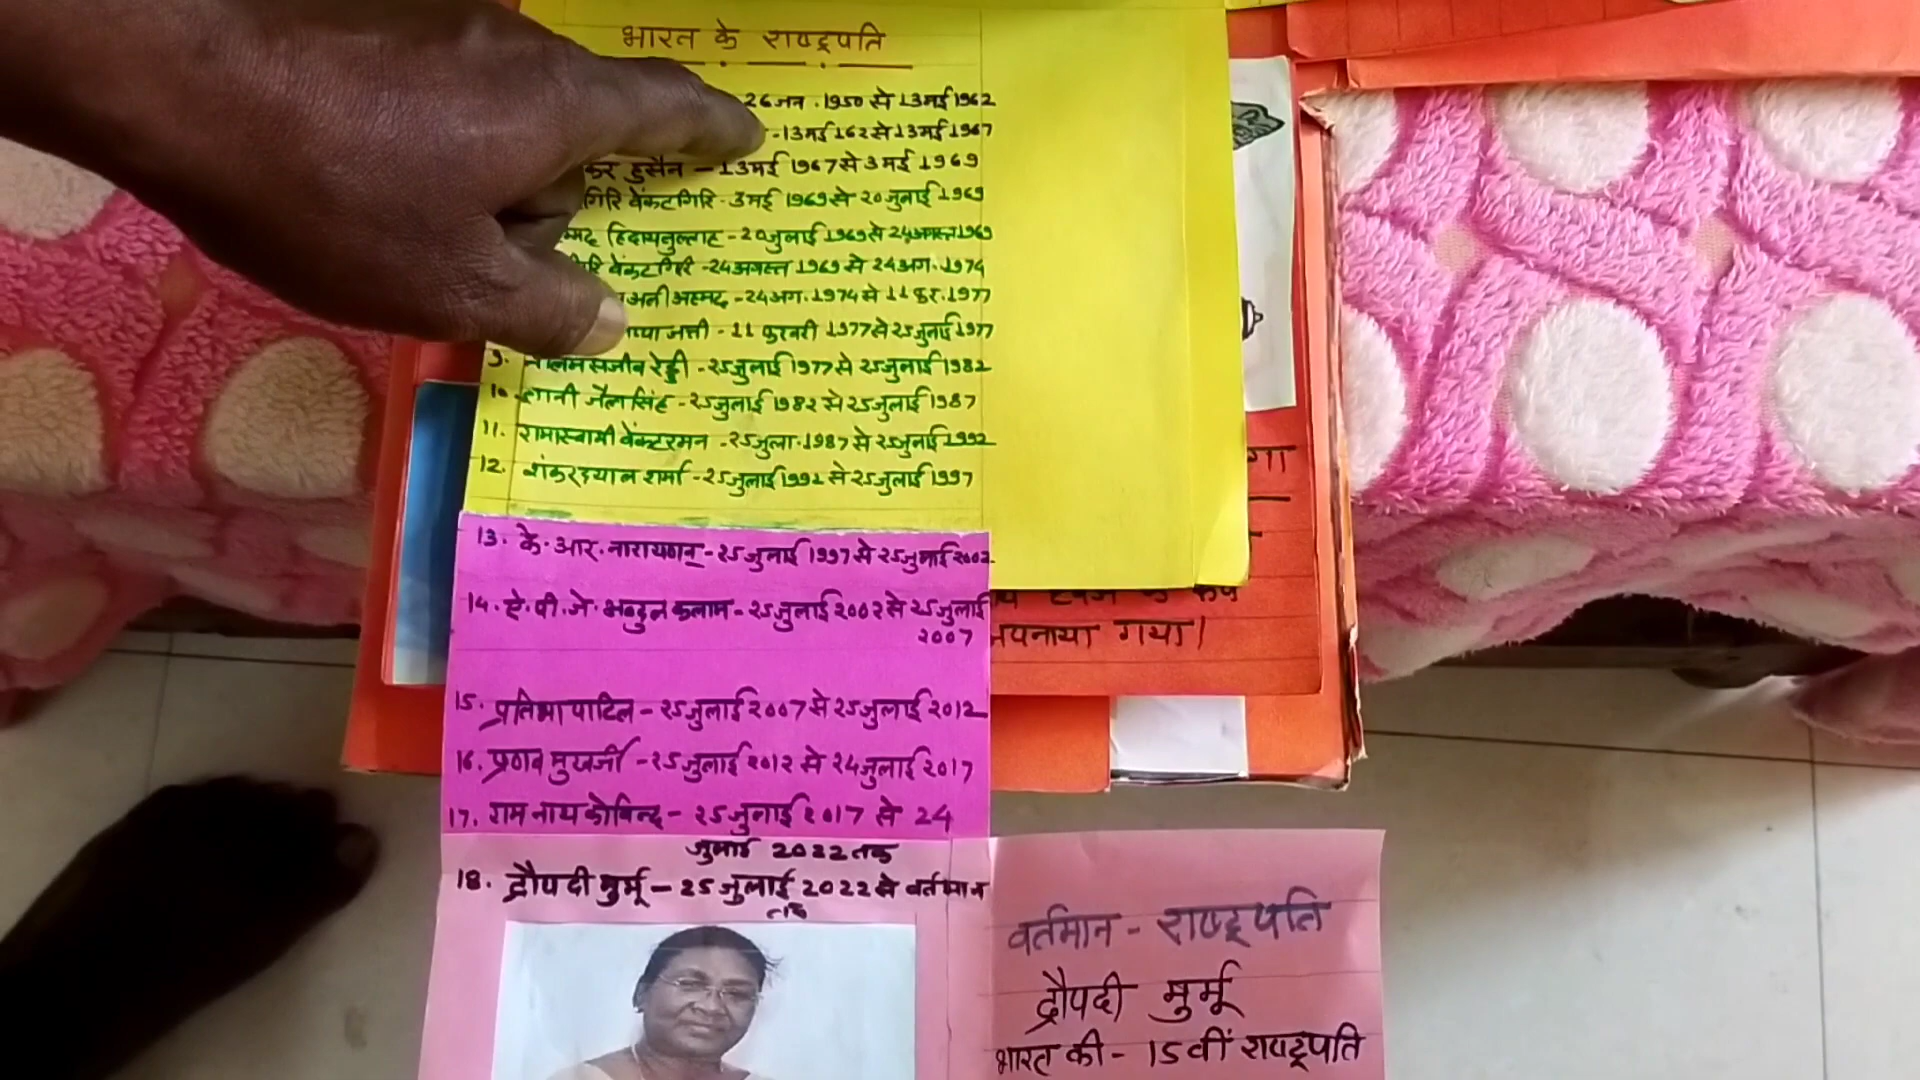 भारत के राष्ट्रपति
26 जन. 1950 से 13 मई 1962
-13 मई 162 से 13 मई 1967
हुसैन - 13 मई 1967 से 3 मई 1969
गिरि वेंकटगिरि - 3 मई 1969 से 20 जुलाई 1969
हिदायतुल्लाह - 20 जुलाई 1969 से 24 अगस्त 1969
वेंकटगिरि - 24 अगस्त 1969 से 24 अग. 1974
अली अहमद - 24 अग. 1974 से 11 फर. 1977
जत्ती - 11 फरवरी 1977 से 25 जुलाई 1977
9. नीलम संजीव रेड्डी - 25 जुलाई 1977 से 25 जुलाई 1982
10 ज्ञानी जैल सिंह - 25 जुलाई 1982 से 25 जुलाई 1987
11. रामास्वामी वेंकटरमन - 25 जुला. 1987 से 25 जुलाई 1992
12. शंकरदयाल शर्मा - 25 जुलाई 1992 से 25 जुलाई 1997
13. के. आर. नारायणन् - 25 जुलाई 1997 से 25 जुलाई 2002
14. ऐ. पी. जे. अब्दुल कलाम - 25 जुलाई 2002 से 25 जुलाई
2007
15. प्रतिभा पाटिल - 25 जुलाई 2007 से 25 जुलाई 2012
16. प्रणव मुखर्जी - 25 जुलाई 2012 से 24 जुलाई 2017
17. राम नाथ कोविन्द - 25 जुलाई 2017 से 24
जुलाई 2022 तक
18. द्रौपदी मुर्मू - 25 जुलाई 2022 से वर्तमान
तक
गा
अपनाया गया।
वर्तमान - राष्ट्रपति
द्रौपदी मुर्मू
भारत की - 15 वीं राष्ट्रपति